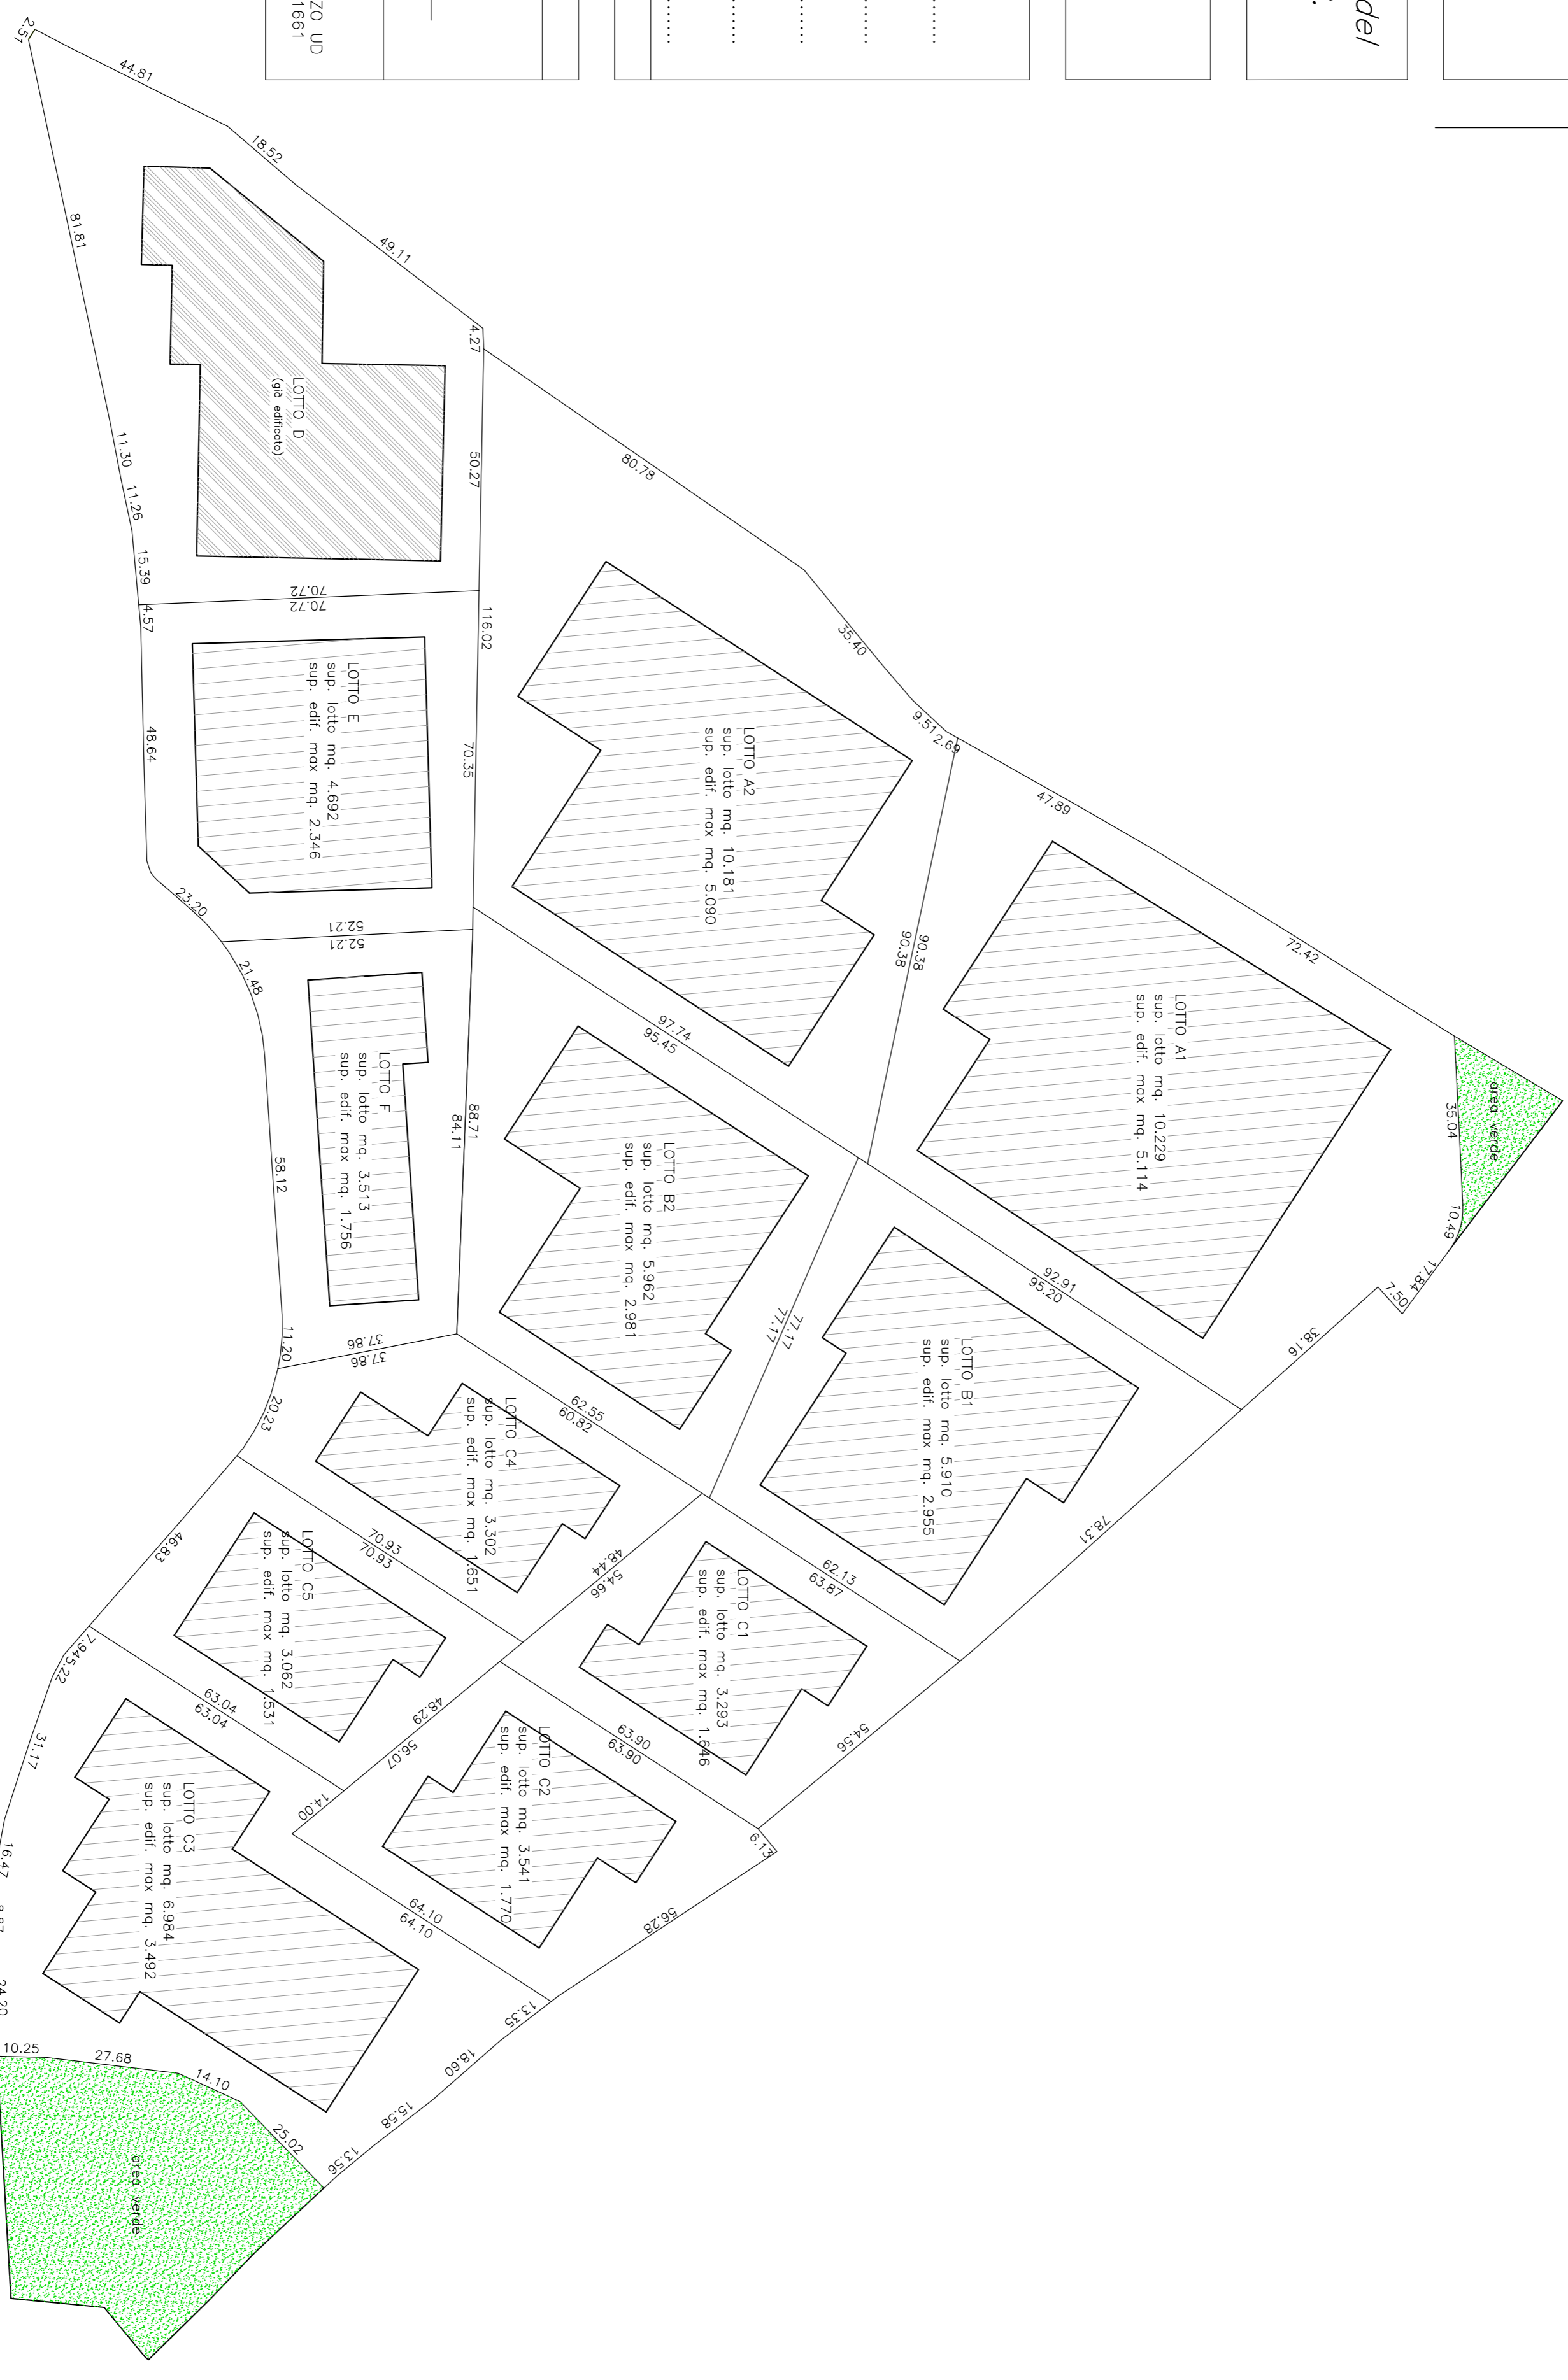 del
ZO UD
1661
LOTTO D
(già edificato)
LOTTO E
sup. lotto mq. 4.692
sup. edif. max mq. 2.346
LOTTO F
sup. lotto mq. 3.513
sup. edif. max mq. 1.756
LOTTO A2
sup. lotto mq. 10.181
sup. edif. max mq. 5.090
LOTTO A1
sup. lotto mq. 10.229
sup. edif. max mq. 5.114
LOTTO B2
sup. lotto mq. 5.962
sup. edif. max mq. 2.981
LOTTO B1
sup. lotto mq. 5.910
sup. edif. max mq. 2.955
LOTTO C4
sup. lotto mq. 3.302
sup. edif. max mq. 1.651
LOTTO C5
sup. lotto mq. 3.062
sup. edif. max mq. 1.531
LOTTO C1
sup. lotto mq. 3.293
sup. edif. max mq. 1.646
LOTTO C2
sup. lotto mq. 3.541
sup. edif. max mq. 1.770
LOTTO C3
sup. lotto mq. 6.984
sup. edif. max mq. 3.492
area verde
area verde
2.51
44.81
18.52
49.11
4.27
81.81
11.30
11.26
15.39
50.27
116.02
70.72
70.72
4.57
48.64
23.20
70.35
52.21
52.21
21.48
58.12
11.20
88.71
84.11
37.86
37.86
20.23
80.78
35.40
9.51
2.69
90.38
90.38
97.74
95.45
47.89
72.42
35.04
10.49
17.84
7.50
38.16
92.91
95.20
77.17
77.17
78.31
62.55
60.82
62.13
63.87
54.56
48.44
54.66
70.93
70.93
46.83
63.90
63.90
6.13
48.29
56.07
14.00
63.04
63.04
7.94
5.22
31.17
16.47
64.10
64.10
56.28
13.35
18.60
15.58
13.56
24.20
10.25
27.68
14.10
25.02